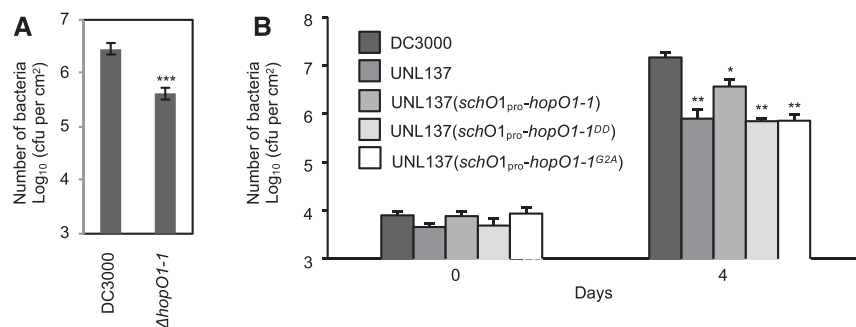 A
Number of bacteria
Log₁₀ (cfu per cm²)
7
6
5
4
3
***
DC3000
ΔhopO1-1
B
Number of bacteria
Log₁₀ (cfu per cm²)
8
7
6
5
4
3
DC3000
UNL137
UNL137(schO1pro-hopO1-1)
UNL137(schO1pro-hopO1-1ᴰᴰ)
UNL137(schO1pro-hopO1-1ᴳ²ᴬ)
**
*
**
**
0
4
Days